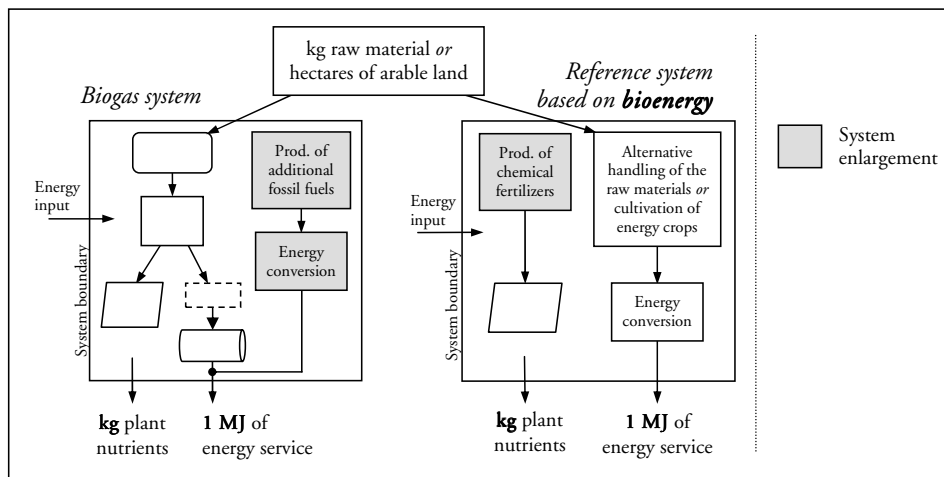 kg raw material or
hectares of arable land
Biogas system
Reference system
based on bioenergy
Energy
input
System boundary
Prod. of
additional
fossil fuels
Energy
conversion
kg plant
nutrients
1 MJ of
energy service
Energy
input
System boundary
Prod. of
chemical
fertilizers
Alternative
handling of the
raw materials or
cultivation of
energy crops
Energy
conversion
kg plant
nutrients
1 MJ of
energy service
System
enlargement